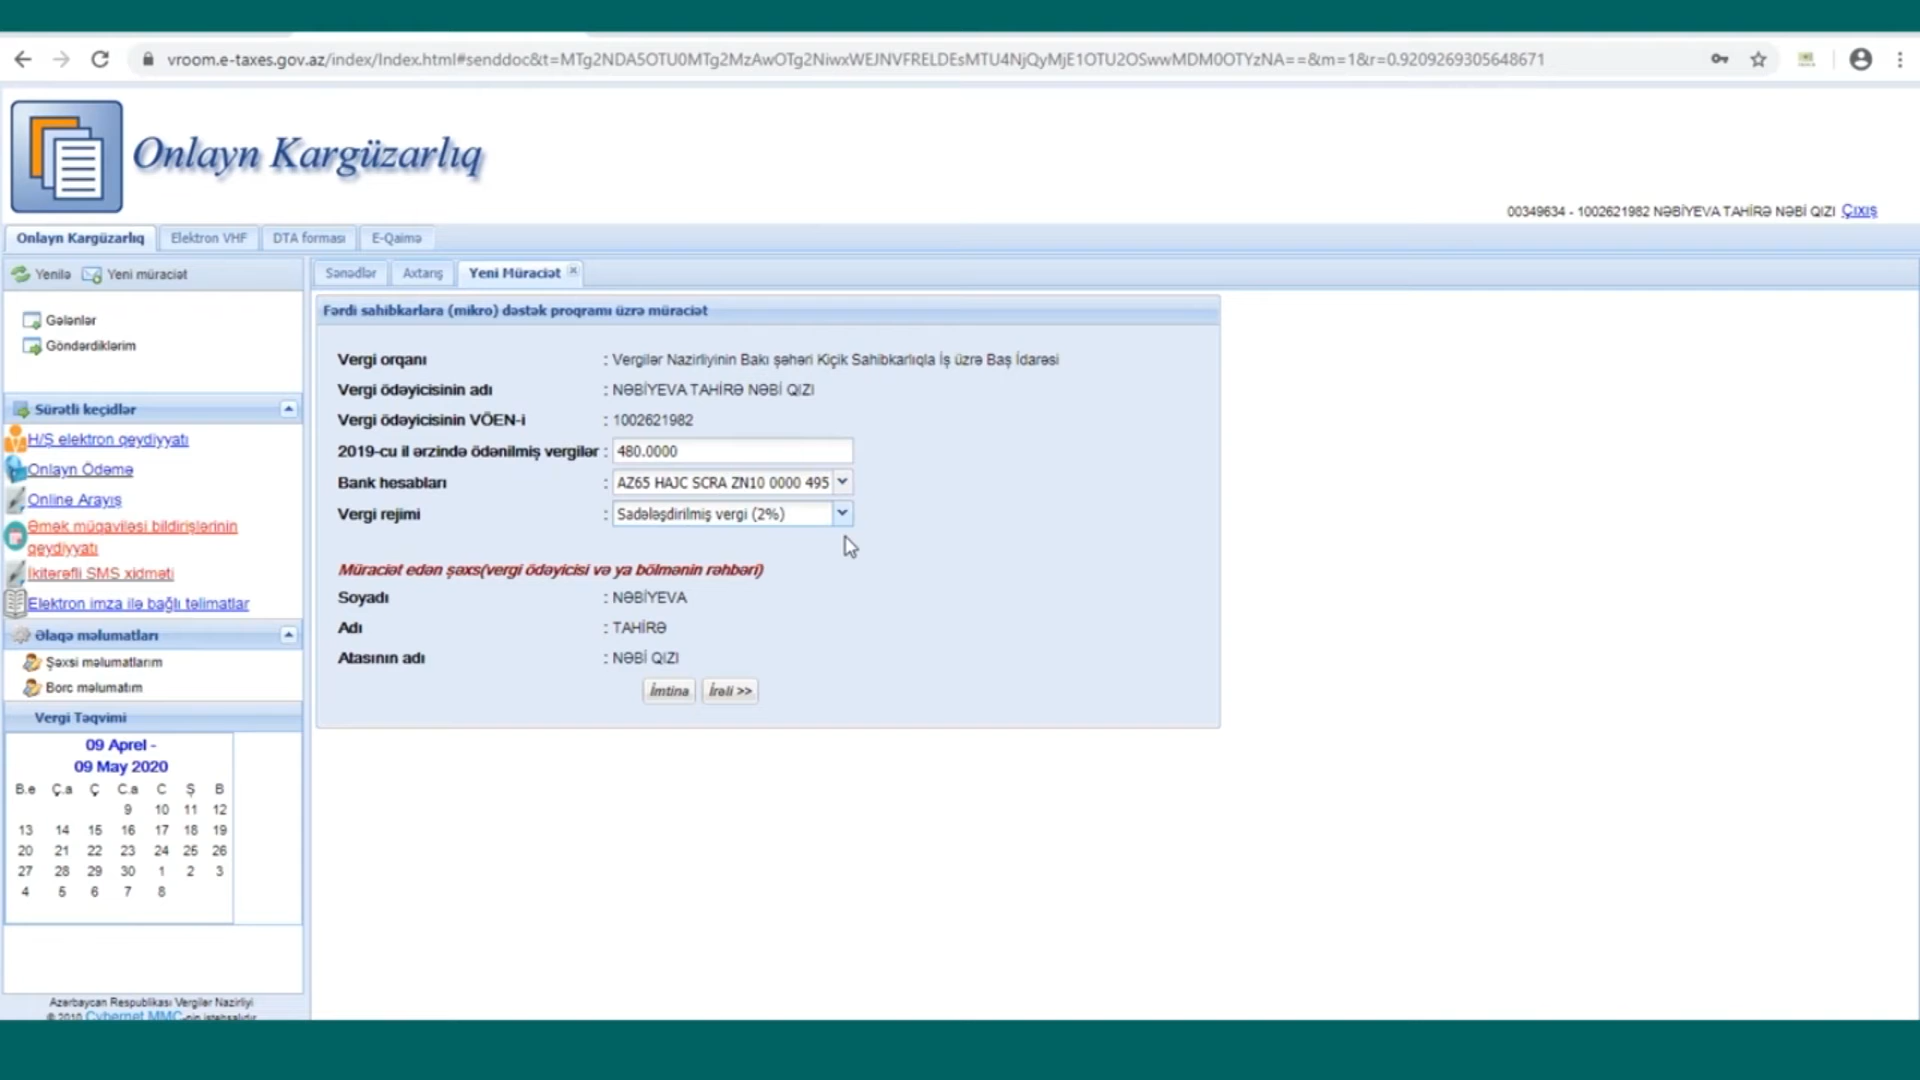 vroom.e-taxes.gov.az/index/Index.html#senddoc&t=MTg2NDA5OTU0MTg2MzAwOTg2NiwxWEJNVFRELDEsMTU4NjQyMjE1OTU2OSwwMDM0OTYzNA==&m=1&r=0.9209269305648671
Onlayn Kargüzarlıq
00349634 - 1002621982 NƏBİYEVA TAHİRƏ NƏBİ QIZI Çıxış
Onlayn Kargüzarlıq Elektron VHF DTA forması E-Qaimə
Yenilə Yeni müraciət
Sənədlər Axtarış Yeni Müraciət
Gələnlər
Göndərdiklərim
Sürətli keçidlər
H/Ş elektron qeydiyyatı
Onlayn Ödəmə
Online Arayış
Əmək müqaviləsi bildirişlərinin
qeydiyyatı
İkitərəfli SMS xidməti
Elektron imza ilə bağlı təlimatlar
Əlaqə məlumatları
Şəxsi məlumatlarım
Borc məlumatım
Vergi Təqvimi
09 Aprel -
09 May 2020
B.e Ç.a Ç C.a C Ş B
9 10 11 12
13 14 15 16 17 18 19
20 21 22 23 24 25 26
27 28 29 30 1 2 3
4 5 6 7 8
Azərbaycan Respublikası Vergilər Nazirliyi
© 2010 Cybernet MMC-nin istehsalıdır
Fərdi sahibkarlara (mikro) dəstək proqramı üzrə müraciət
Vergi orqanı : Vergilər Nazirliyinin Bakı şəhəri Kiçik Sahibkarlıqla İş üzrə Baş İdarəsi
Vergi ödəyicisinin adı : NƏBİYEVA TAHİRƏ NƏBİ QIZI
Vergi ödəyicisinin VÖEN-i : 1002621982
2019-cu il ərzində ödənilmiş vergilər : 480.0000
Bank hesabları : AZ65 HAJC SCRA ZN10 0000 495
Vergi rejimi : Sadələşdirilmiş vergi (2%)
Müraciət edən şəxs(vergi ödəyicisi və ya bölmənin rəhbəri)
Soyadı : NƏBİYEVA
Adı : TAHİRƏ
Atasının adı : NƏBİ QIZI
İmtina İrəli >>